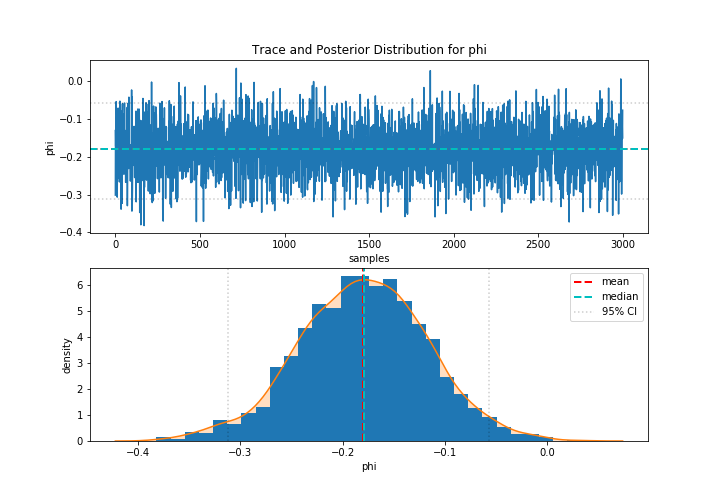 Trace and Posterior Distribution for phi
0.0
−0.1
−0.2
−0.3
−0.4
phi
0 500 1000 1500 2000 2500 3000
samples
6
5
4
3
2
1
0
density
mean
median
95% CI
−0.4 −0.3 −0.2 −0.1 0.0
phi